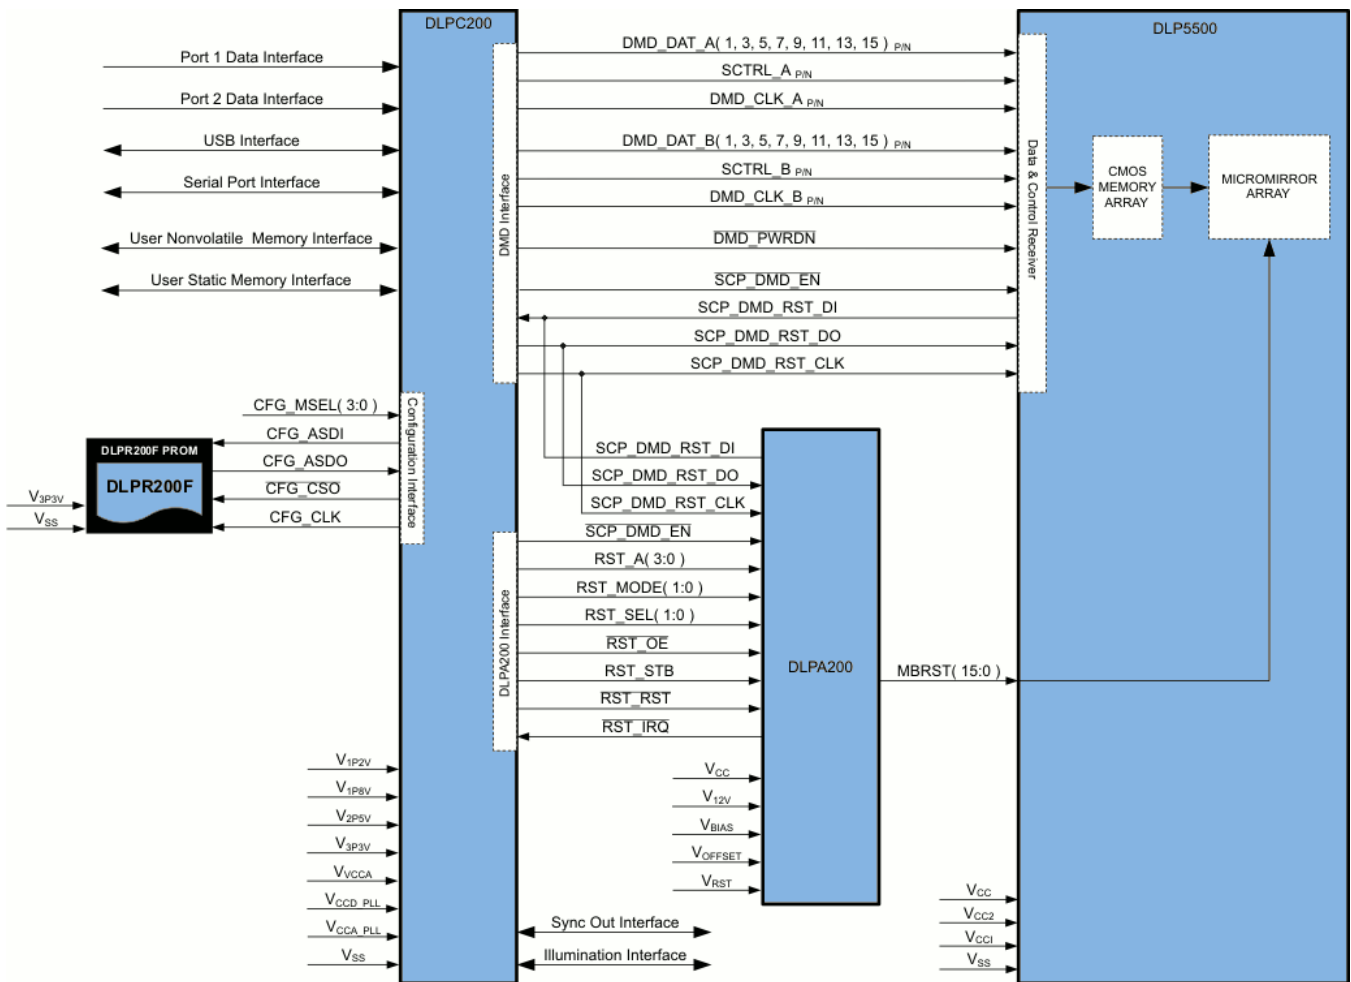 DLPC200
DLP5500
Port 1 Data Interface
Port 2 Data Interface
USB Interface
Serial Port Interface
User Nonvolatile Memory Interface
User Static Memory Interface
DMD Interface
DMD_DAT_A( 1, 3, 5, 7, 9, 11, 13, 15 ) P/N
SCTRL_A P/N
DMD_CLK_A P/N
DMD_DAT_B( 1, 3, 5, 7, 9, 11, 13, 15 ) P/N
SCTRL_B P/N
DMD_CLK_B P/N
DMD_PWRDN
SCP_DMD_EN
SCP_DMD_RST_DI
SCP_DMD_RST_DO
SCP_DMD_RST_CLK
Data & Control Receiver
CMOS
MEMORY
ARRAY
MICROMIRROR
ARRAY
CFG_MSEL( 3:0 )
CFG_ASDI
CFG_ASDO
CFG_CSO
CFG_CLK
Configuration Interface
DLPR200F PROM
DLPR200F
V3P3V
VSS
SCP_DMD_RST_DI
SCP_DMD_RST_DO
SCP_DMD_RST_CLK
SCP_DMD_EN
RST_A( 3:0 )
RST_MODE( 1:0 )
RST_SEL( 1:0 )
RST_OE
RST_STB
RST_RST
RST_IRQ
DLPA200 Interface
DLPA200
MBRST( 15:0 )
V1P2V
V1P8V
V2P5V
V3P3V
VVCCA
VCCD_PLL
VCCA_PLL
VSS
VCC
V12V
VBIAS
VOFFSET
VRST
Sync Out Interface
Illumination Interface
VCC
VCC2
VCCI
VSS